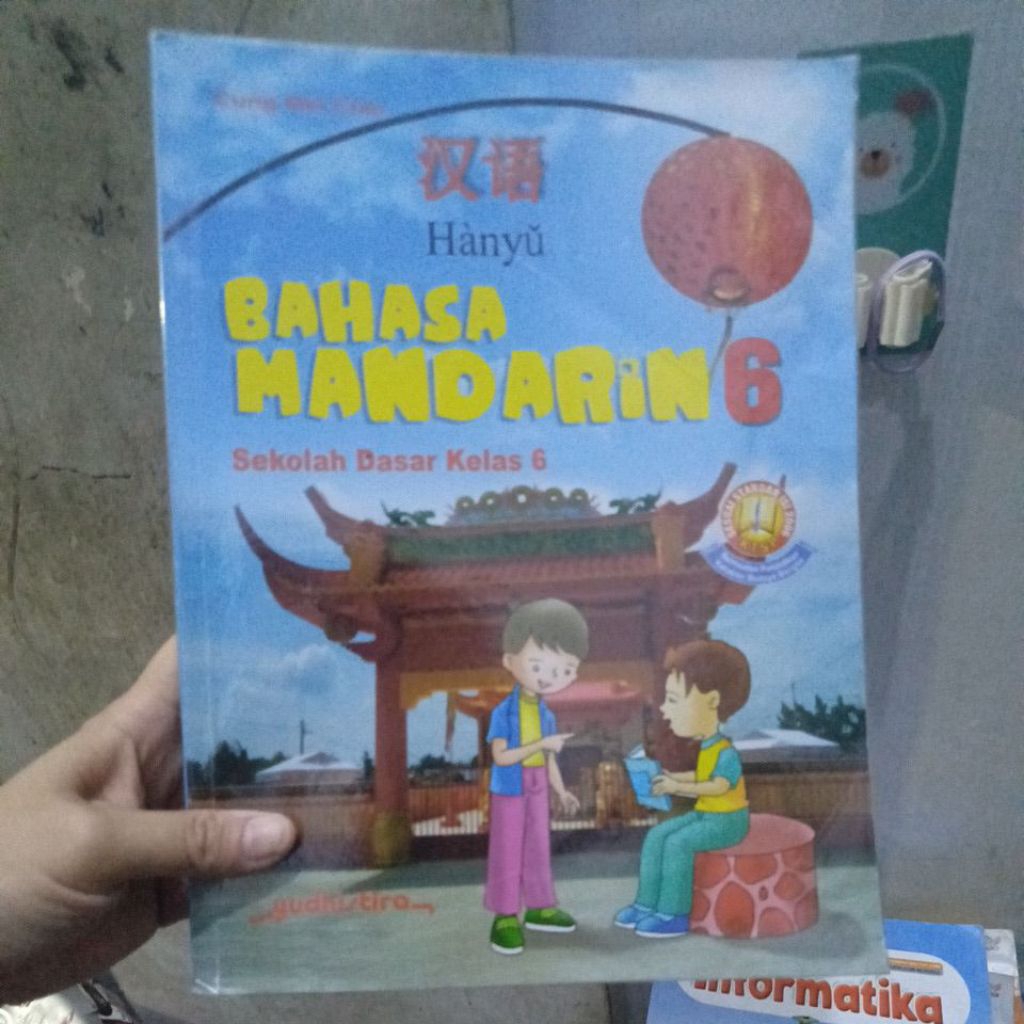 汉语
Hànyǔ
BAHASA
MANDARiN 6
Sekolah Dasar Kelas 6
yudhistira
Informatika